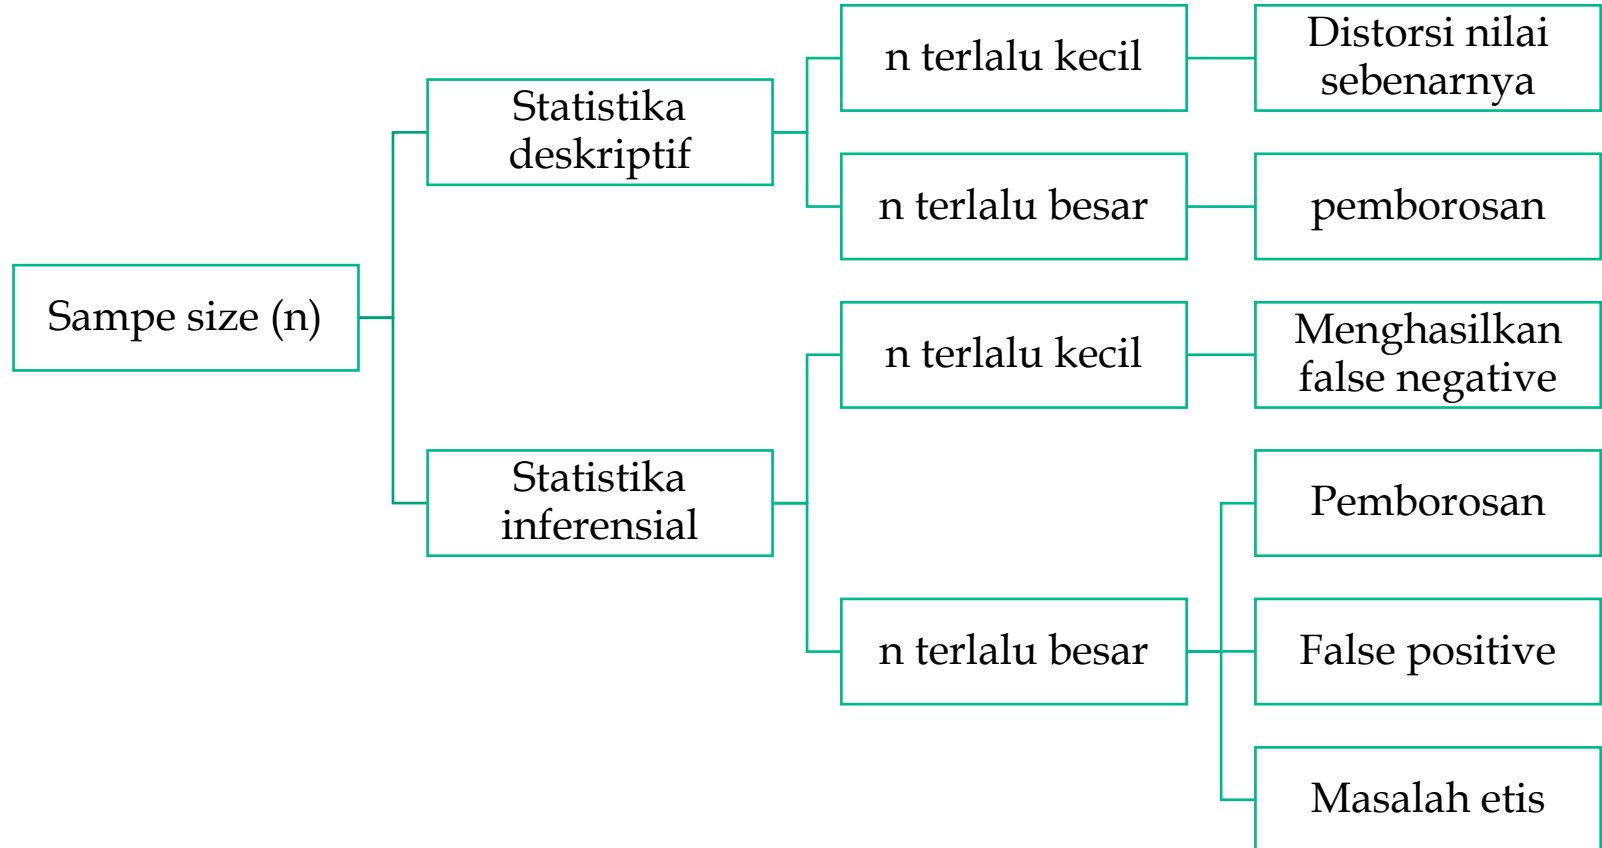 Sampe size (n)
Statistika
deskriptif
n terlalu kecil
Distorsi nilai
sebenarnya
n terlalu besar
pemborosan
Statistika
inferensial
n terlalu kecil
Menghasilkan
false negative
n terlalu besar
Pemborosan
False positive
Masalah etis